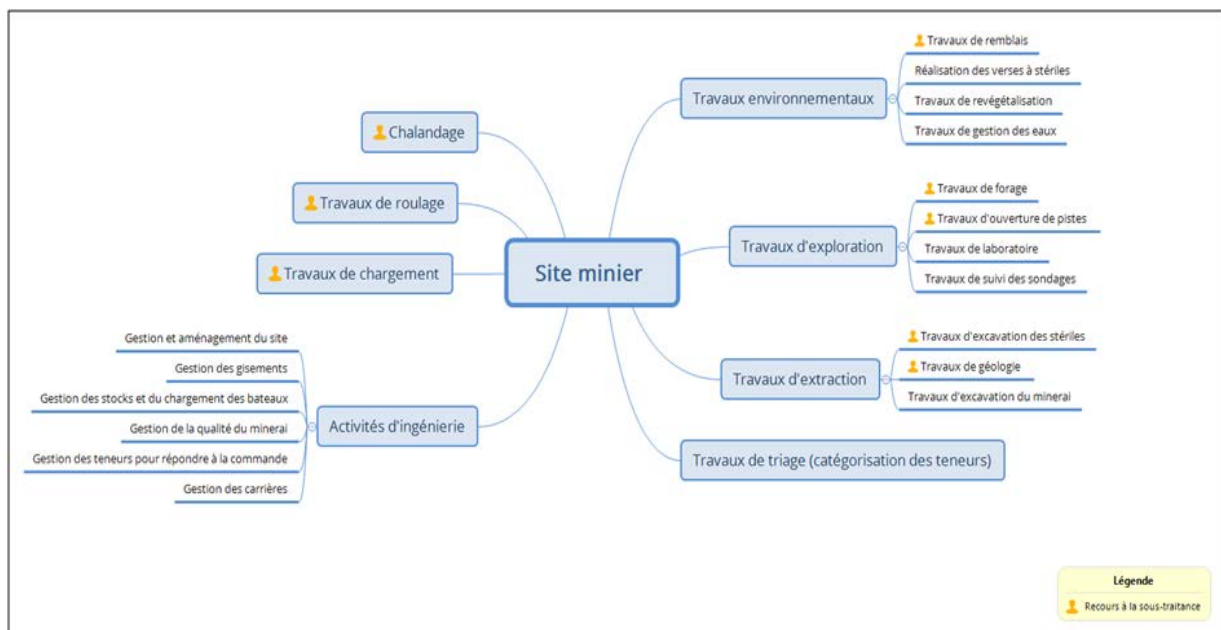 Site minier
Chalandage
Travaux de roulage
Travaux de chargement
Activités d'ingénierie
Gestion et aménagement du site
Gestion des gisements
Gestion des stocks et du chargement des bateaux
Gestion de la qualité du minerai
Gestion des teneurs pour répondre à la commande
Gestion des carrières
Travaux environnementaux
Travaux de remblais
Réalisation des verses à stériles
Travaux de revégétalisation
Travaux de gestion des eaux
Travaux d'exploration
Travaux de forage
Travaux d'ouverture de pistes
Travaux de laboratoire
Travaux de suivi des sondages
Travaux d'extraction
Travaux d'excavation des stériles
Travaux de géologie
Travaux d'excavation du minerai
Travaux de triage (catégorisation des teneurs)
Légende
Recours à la sous-traitance